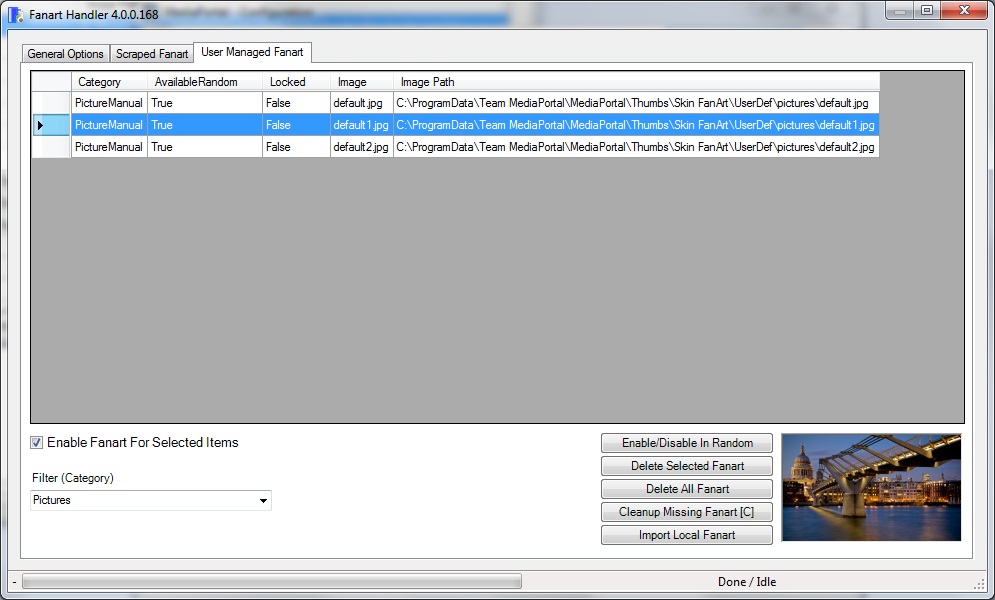 Fanart Handler 4.0.0.168
General Options Scraped Fanart User Managed Fanart
Category AvailableRandom Locked Image Image Path
PictureManual True False default.jpg C:\ProgramData\Team MediaPortal\MediaPortal\Thumbs\Skin FanArt\UserDef\pictures\default.jpg
PictureManual True False default1.jpg C:\ProgramData\Team MediaPortal\MediaPortal\Thumbs\Skin FanArt\UserDef\pictures\default1.jpg
PictureManual True False default2.jpg C:\ProgramData\Team MediaPortal\MediaPortal\Thumbs\Skin FanArt\UserDef\pictures\default2.jpg
Enable Fanart For Selected Items
Filter (Category)
Pictures
Enable/Disable In Random
Delete Selected Fanart
Delete All Fanart
Cleanup Missing Fanart [C]
Import Local Fanart
- Done / Idle